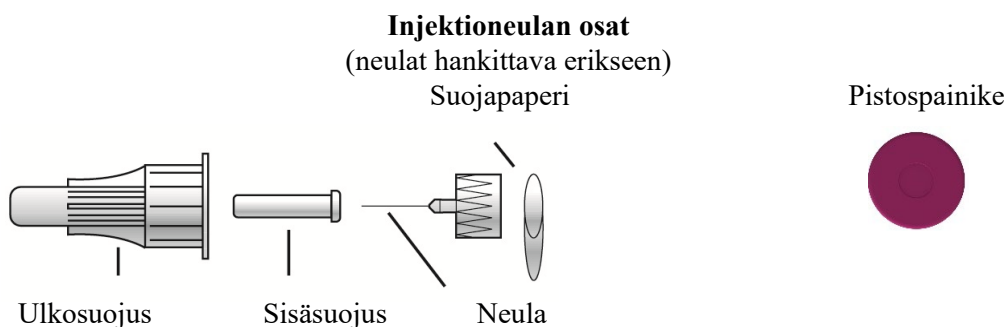 Injektioneulan osat
(neulat hankittava erikseen)
Suojapaperi
Pistospainike
Ulkosuojus
Sisäsuojus
Neula